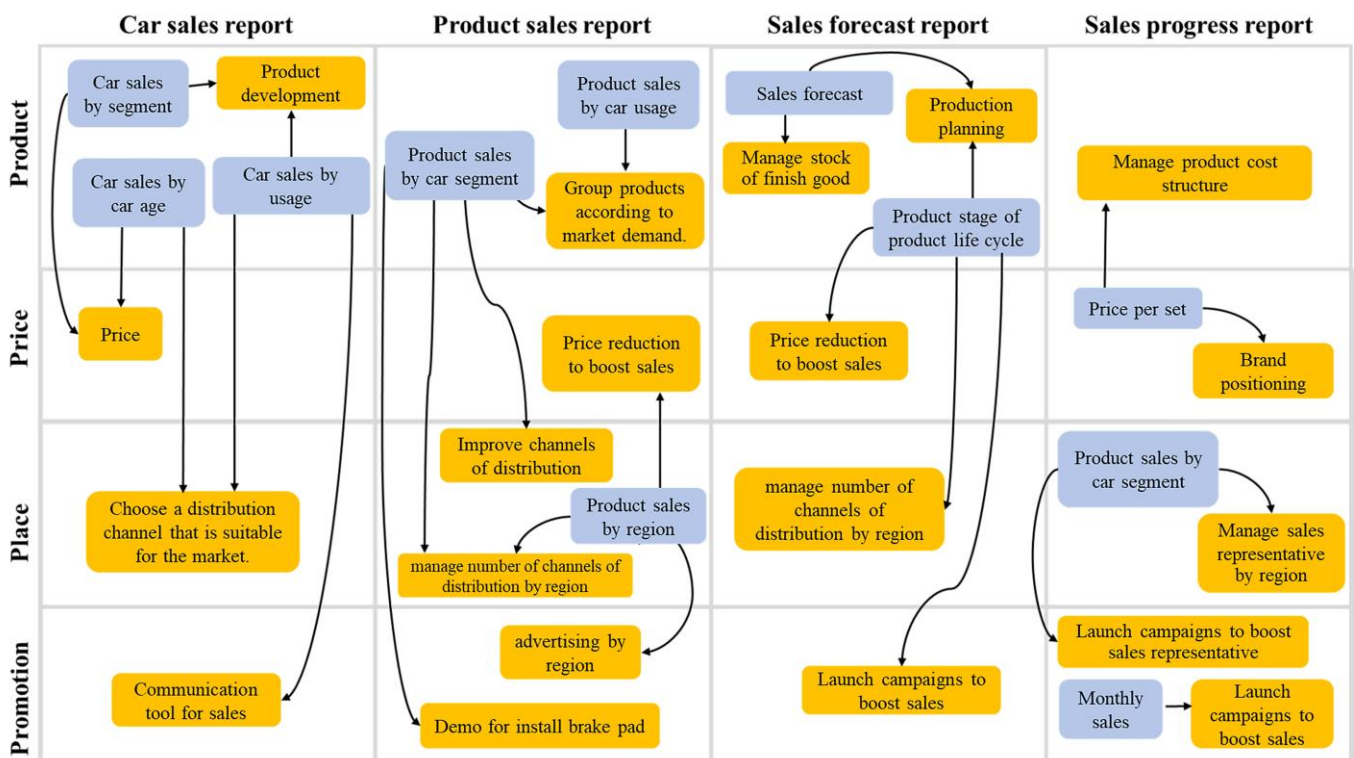 Car sales report
Product sales report
Sales forecast report
Sales progress report
Product
Car sales
by segment
Product
development
Car sales by
car age
Car sales by
usage
Product sales
by car usage
Product sales
by car segment
Group products
according to
market demand.
Sales forecast
Production
planning
Manage stock
of finish good
Product stage of
product life cycle
Manage product cost
structure
Price
Price
Price reduction
to boost sales
Price reduction
to boost sales
Price per set
Brand
positioning
Place
Choose a distribution
channel that is suitable
for the market.
Improve channels
of distribution
Product sales
by region
manage number of channels of
distribution by region
manage number of
channels of
distribution by region
Product sales by
car segment
Manage sales
representative
by region
Promotion
Communication
tool for sales
advertising by
region
Demo for install brake pad
Launch campaigns to
boost sales
Launch campaigns to boost
sales representative
Monthly
sales
Launch
campaigns to
boost sales